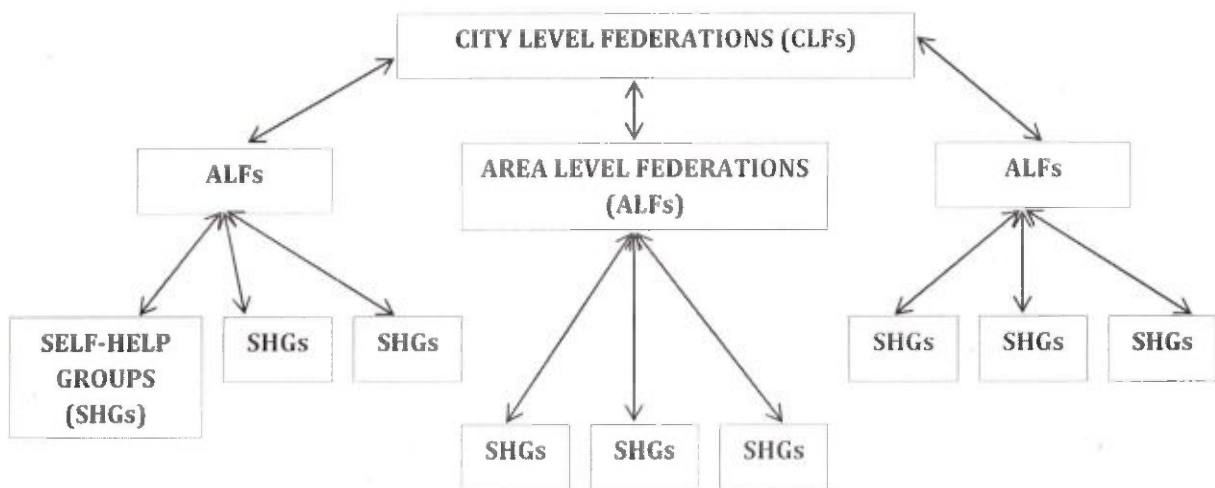 CITY LEVEL FEDERATIONS (CLFs)
ALFs
AREA LEVEL FEDERATIONS
(ALFs)
ALFs
SELF-HELP
GROUPS
(SHGs)
SHGs
SHGs
SHGs
SHGs
SHGs
SHGs
SHGs
SHGs